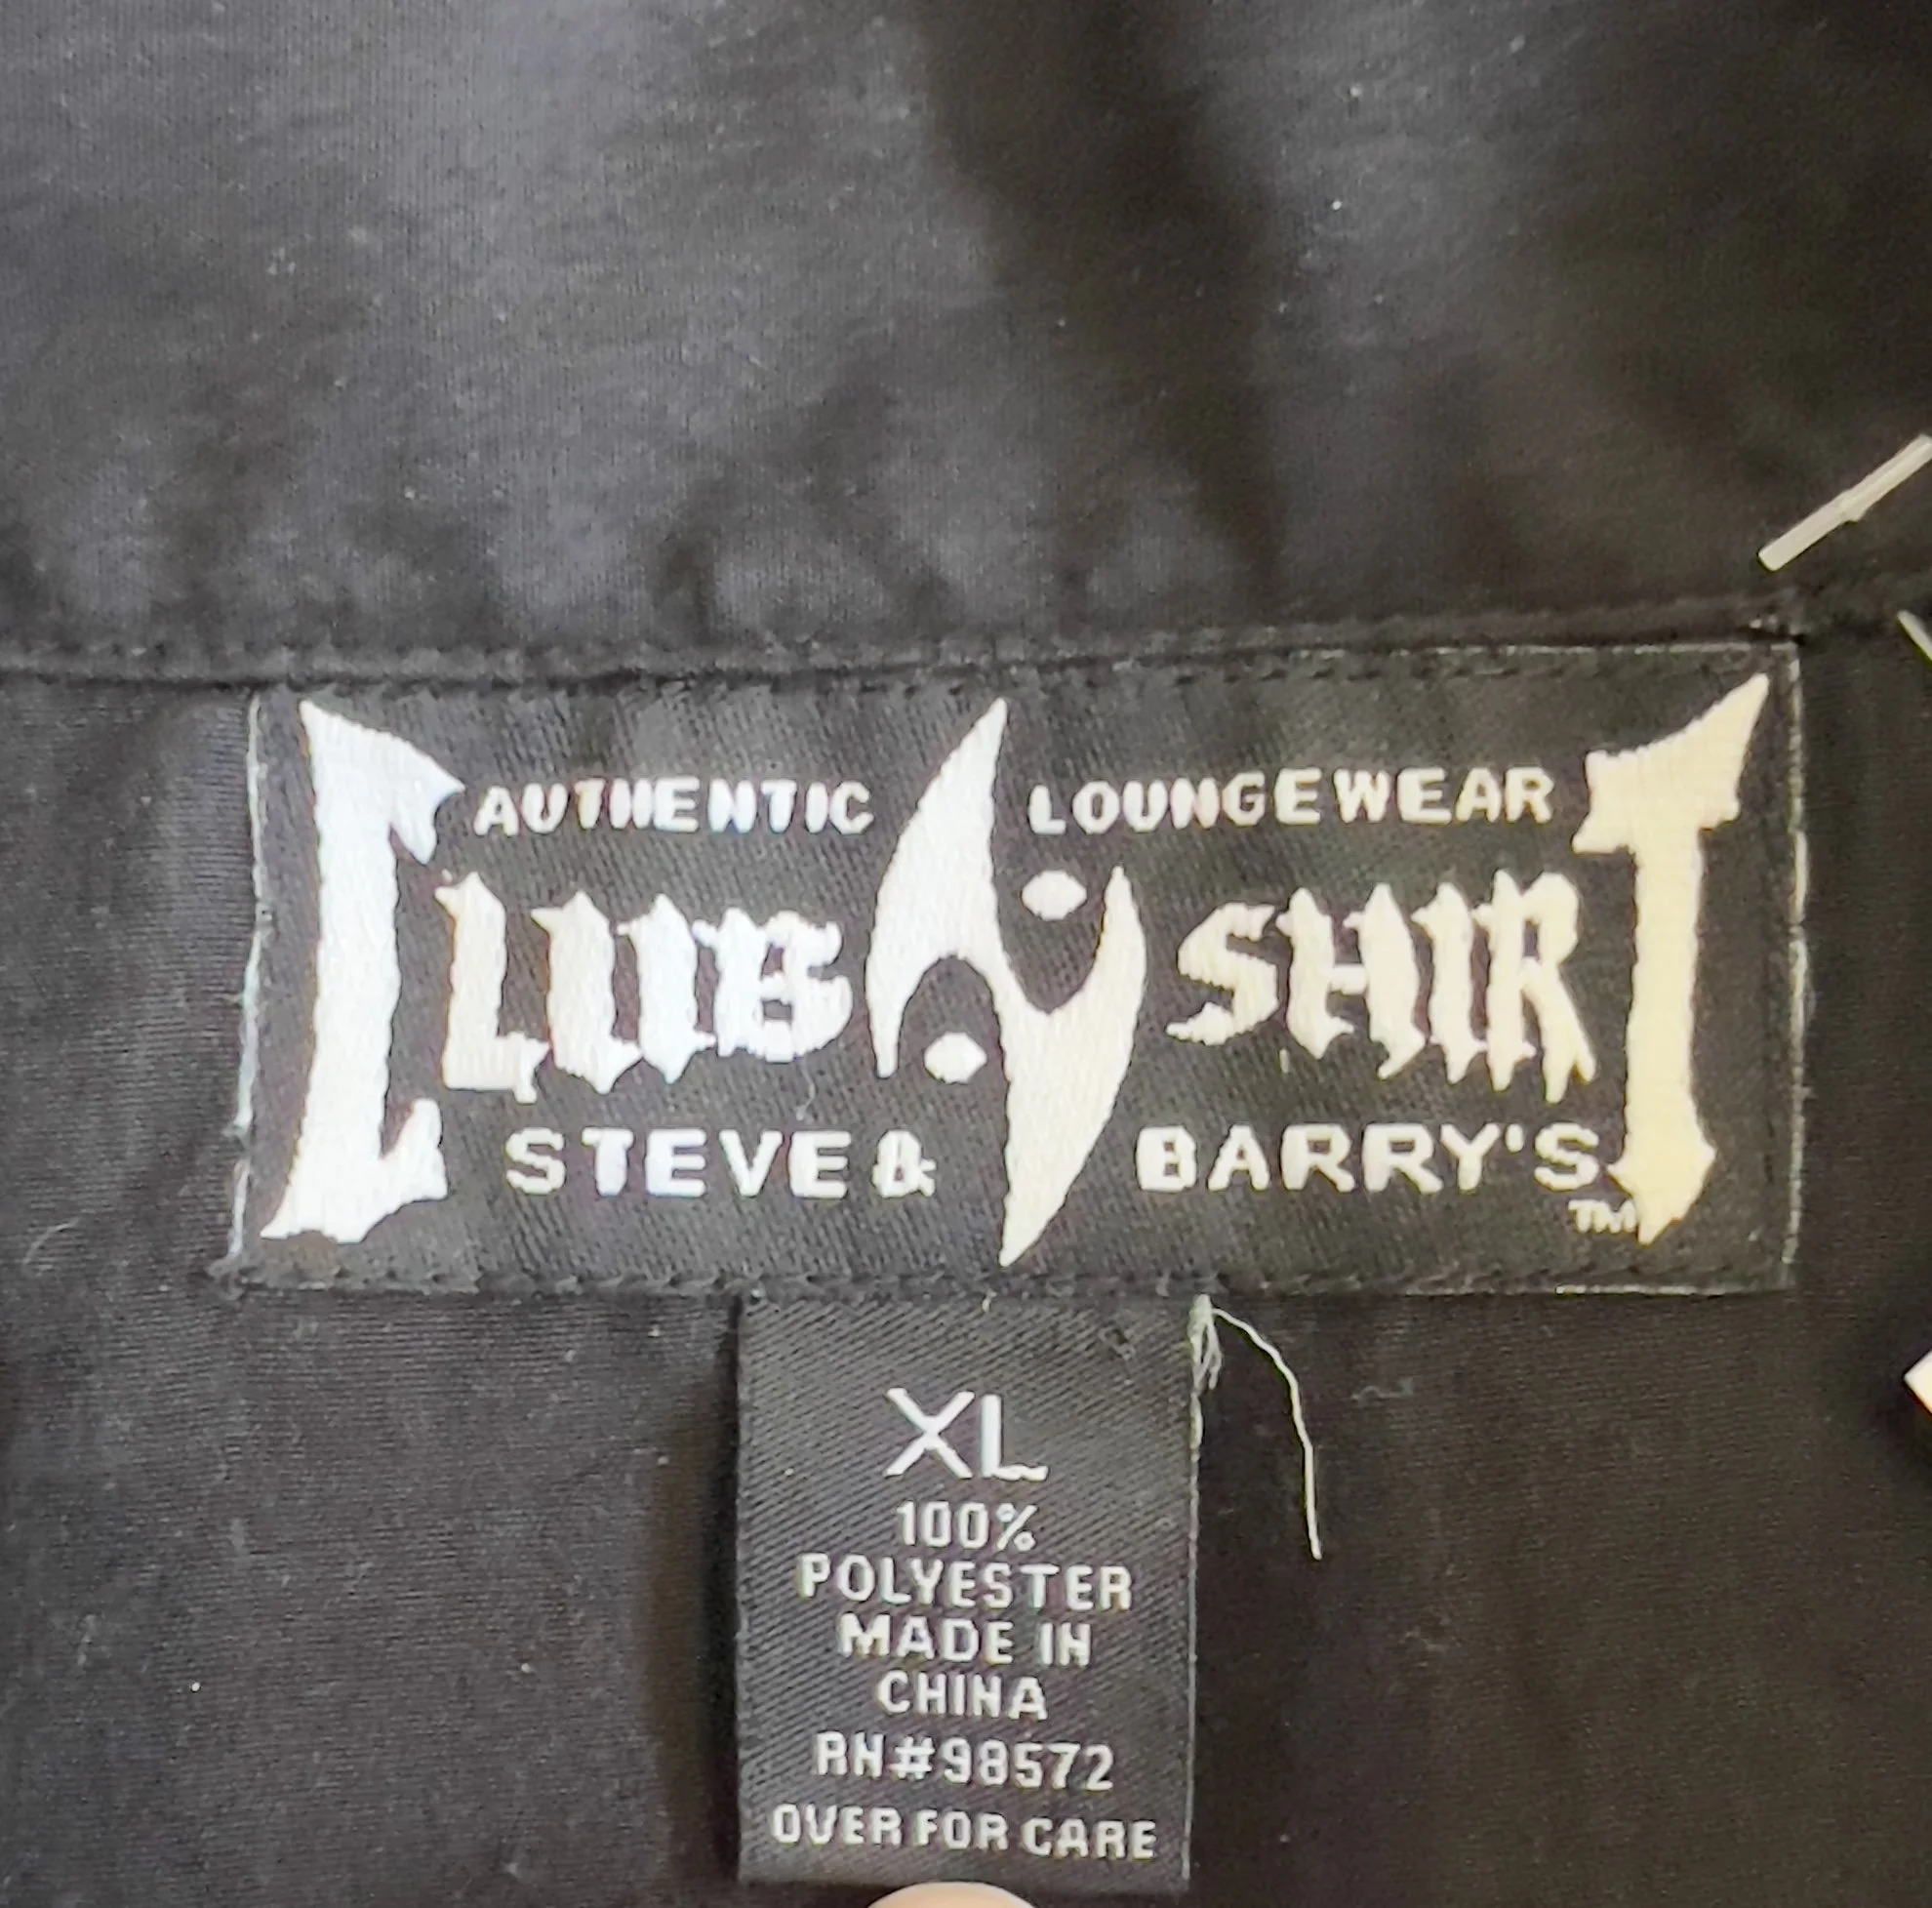 AUTHENTIC LOUNGEWEAR
CLUB SHIRT
STEVE & BARRY'S
TM
XL
100%
POLYESTER
MADE IN
CHINA
RN#98572
OVER FOR CARE